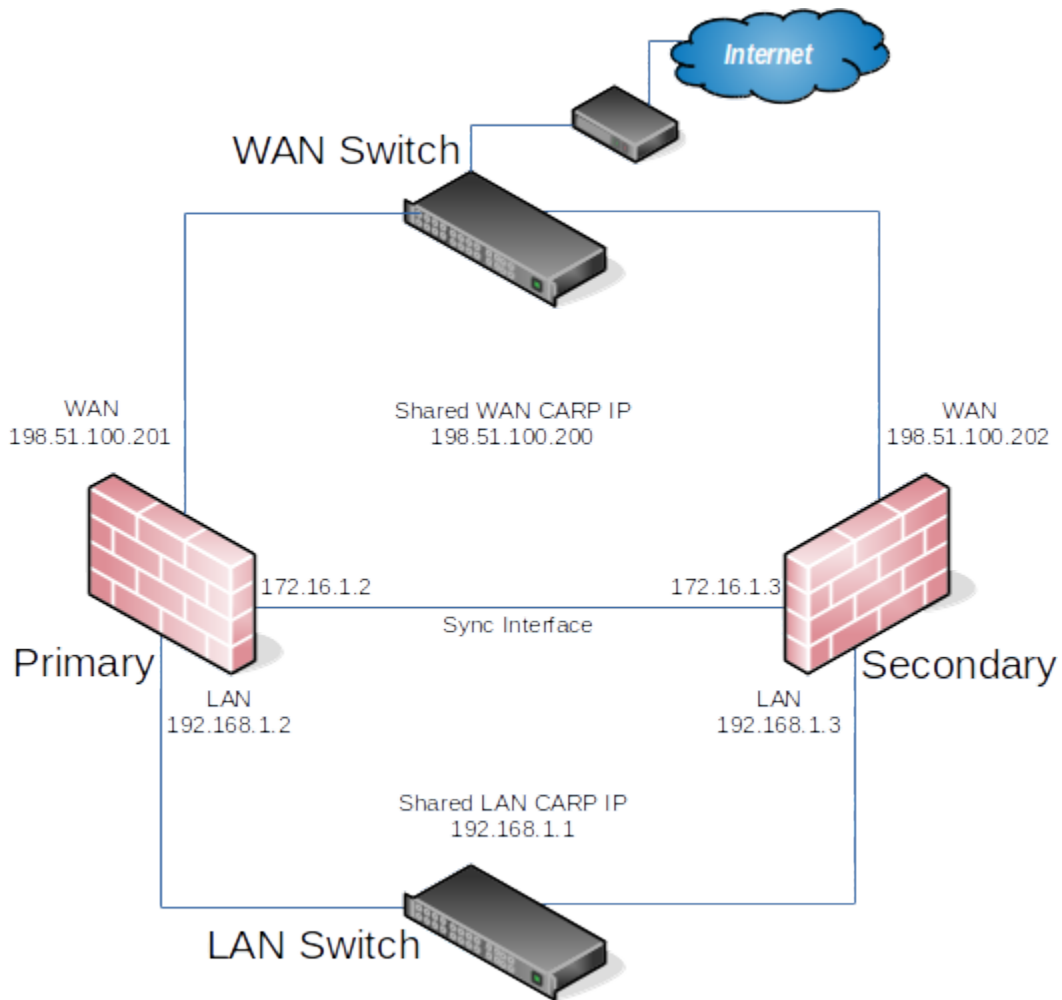 Internet
WAN Switch
WAN
198.51.100.201
Shared WAN CARP IP
198.51.100.200
WAN
198.51.100.202
172.16.1.2
172.16.1.3
Sync Interface
Primary
Secondary
LAN
192.168.1.2
LAN
192.168.1.3
Shared LAN CARP IP
192.168.1.1
LAN Switch